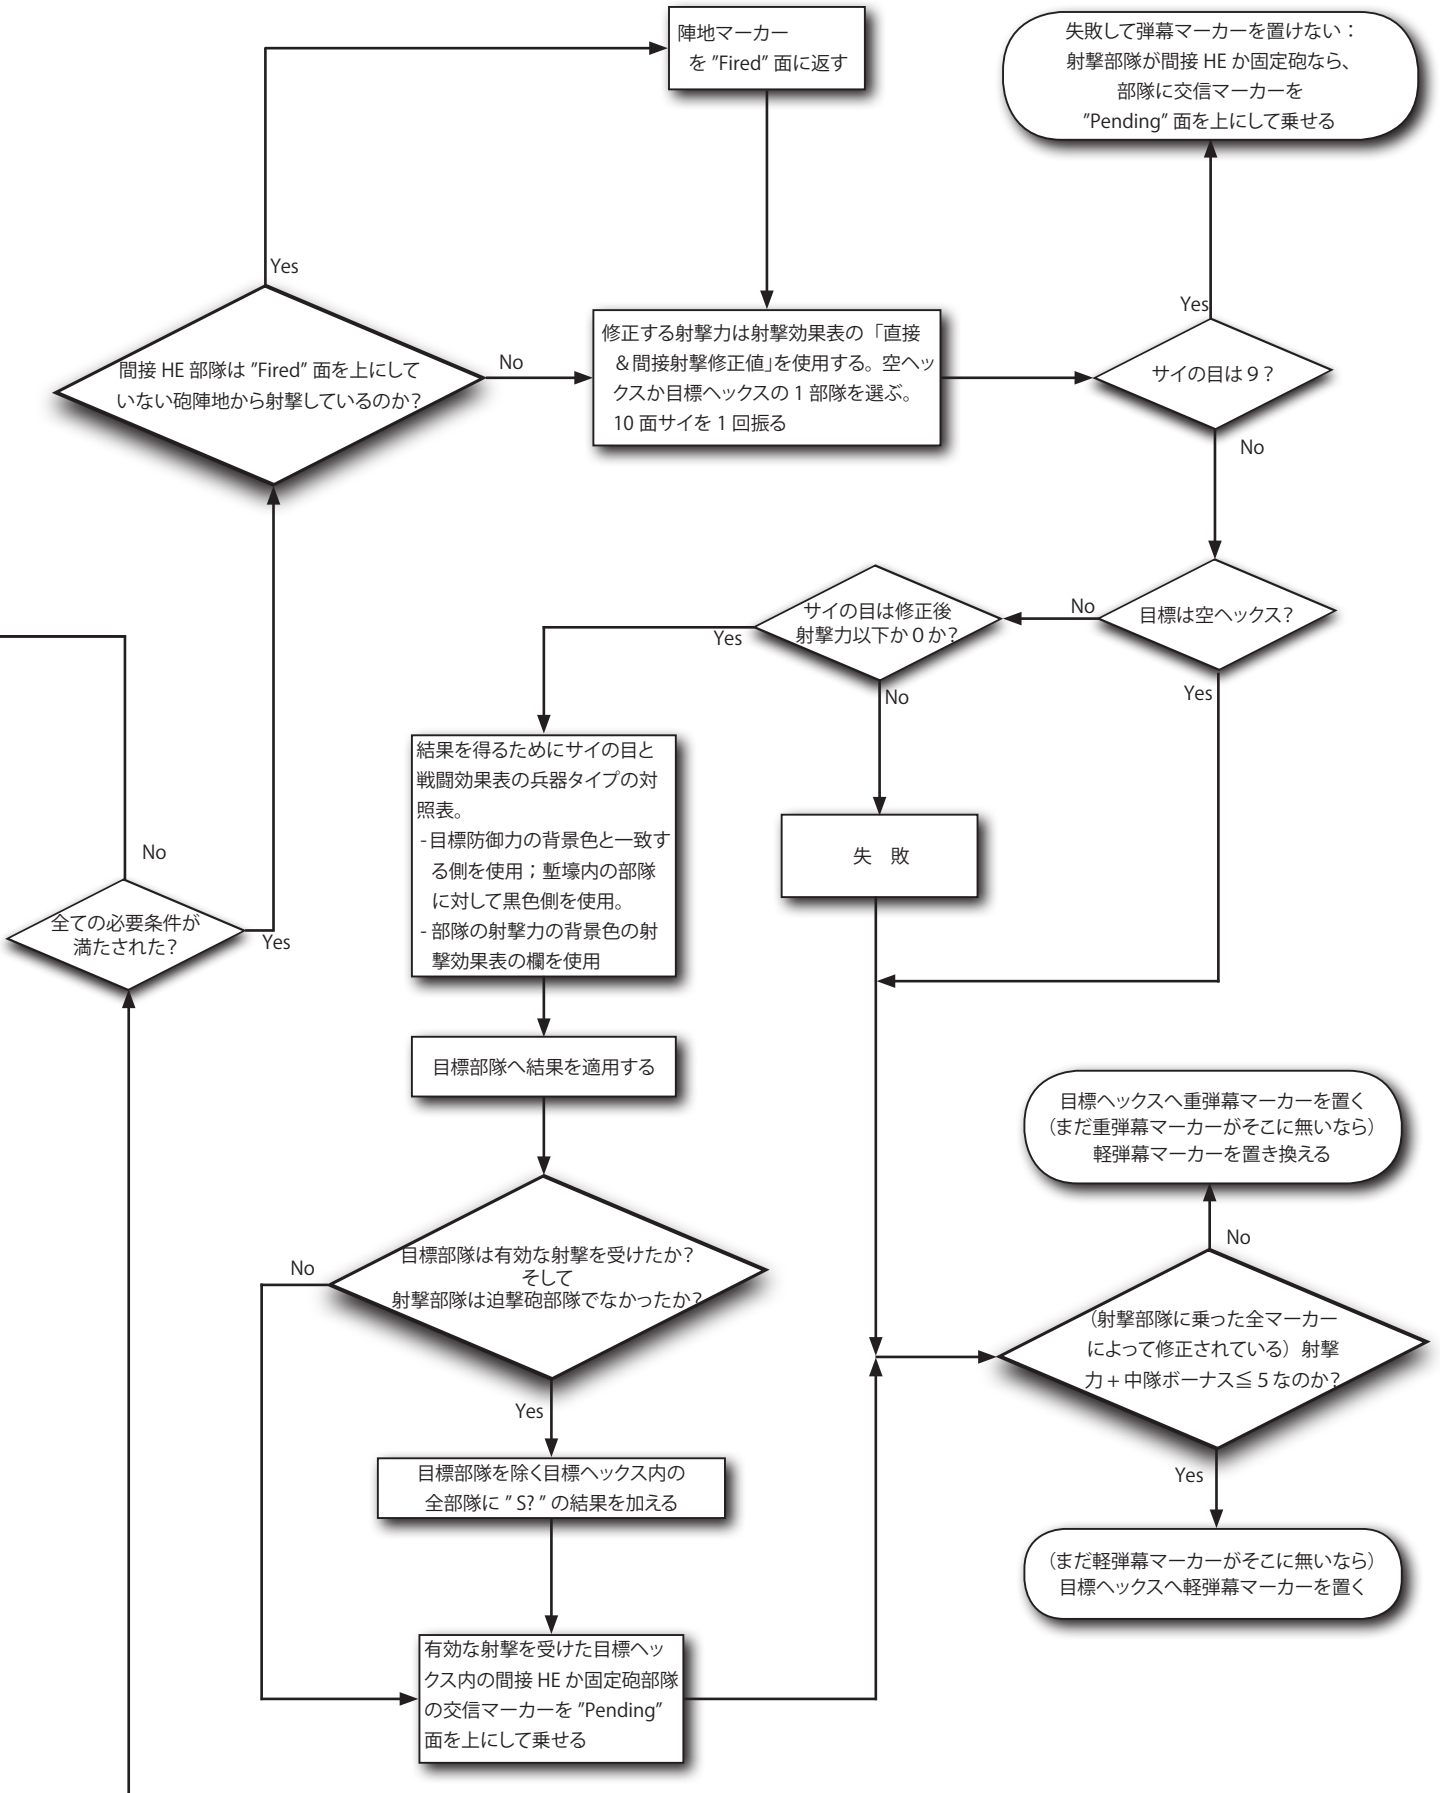 陣地マーカー
を ”Fired” 面に返す
失敗して弾幕マーカーを置けない：
射撃部隊が間接 HE か固定砲なら、
部隊に交信マーカーを
”Pending” 面を上にして乗せる
Yes
間接 HE 部隊は ”Fired” 面を上にして
いない砲陣地から射撃しているのか？
No
修正する射撃力は射撃効果表の「直接
＆間接射撃修正値」を使用する。空ヘッ
クスか目標ヘックスの 1 部隊を選ぶ。
10 面サイを 1 回振る
Yes
サイの目は 9？
No
目標は空ヘックス？
No
Yes
サイの目は修正後
射撃力以下か 0 か？
Yes
No
失　敗
結果を得るためにサイの目と
戦闘効果表の兵器タイプの対
照表。
- 目標防御力の背景色と一致す
る側を使用；塹壕内の部隊
に対して黒色側を使用。
- 部隊の射撃力の背景色の射
撃効果表の欄を使用
No
全ての必要条件が
満たされた？
Yes
目標部隊へ結果を適用する
目標部隊は有効な射撃を受けたか？
そして
射撃部隊は迫撃砲部隊でなかったか？
No
Yes
目標部隊を除く目標ヘックス内の
全部隊に ” S? ” の結果を加える
有効な射撃を受けた目標ヘッ
クス内の間接 HE か固定砲部隊
の交信マーカーを ”Pending”
面を上にして乗せる
目標ヘックスへ重弾幕マーカーを置く
（まだ重弾幕マーカーがそこに無いなら）
軽弾幕マーカーを置き換える
No
（射撃部隊に乗った全マーカー
によって修正されている）射撃
力 + 中隊ボーナス≦ 5 なのか？
Yes
（まだ軽弾幕マーカーがそこに無いなら）
目標ヘックスへ軽弾幕マーカーを置く